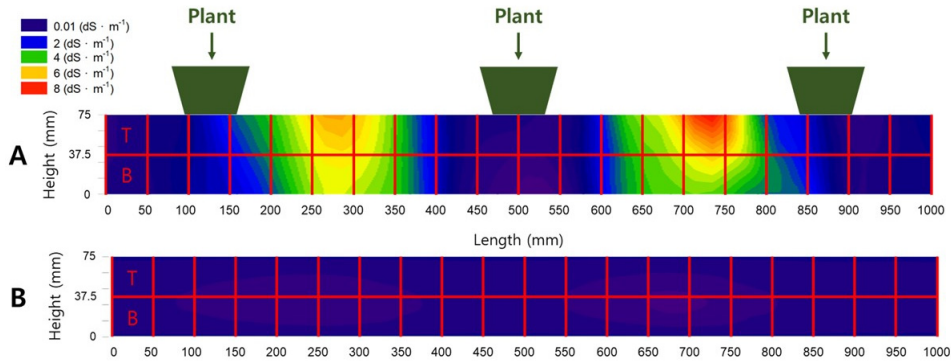 Plant Plant Plant
0.01 (dS · m⁻¹)
2 (dS · m⁻¹)
4 (dS · m⁻¹)
6 (dS · m⁻¹)
8 (dS · m⁻¹)
A
Height (mm)
75
T
37.5
B
0
0 50 100 150 200 250 300 350 400 450 500 550 600 650 700 750 800 850 900 950 1000
Length (mm)
B
Height (mm)
75
T
37.5
B
0
0 50 100 150 200 250 300 350 400 450 500 550 600 650 700 750 800 850 900 950 1000